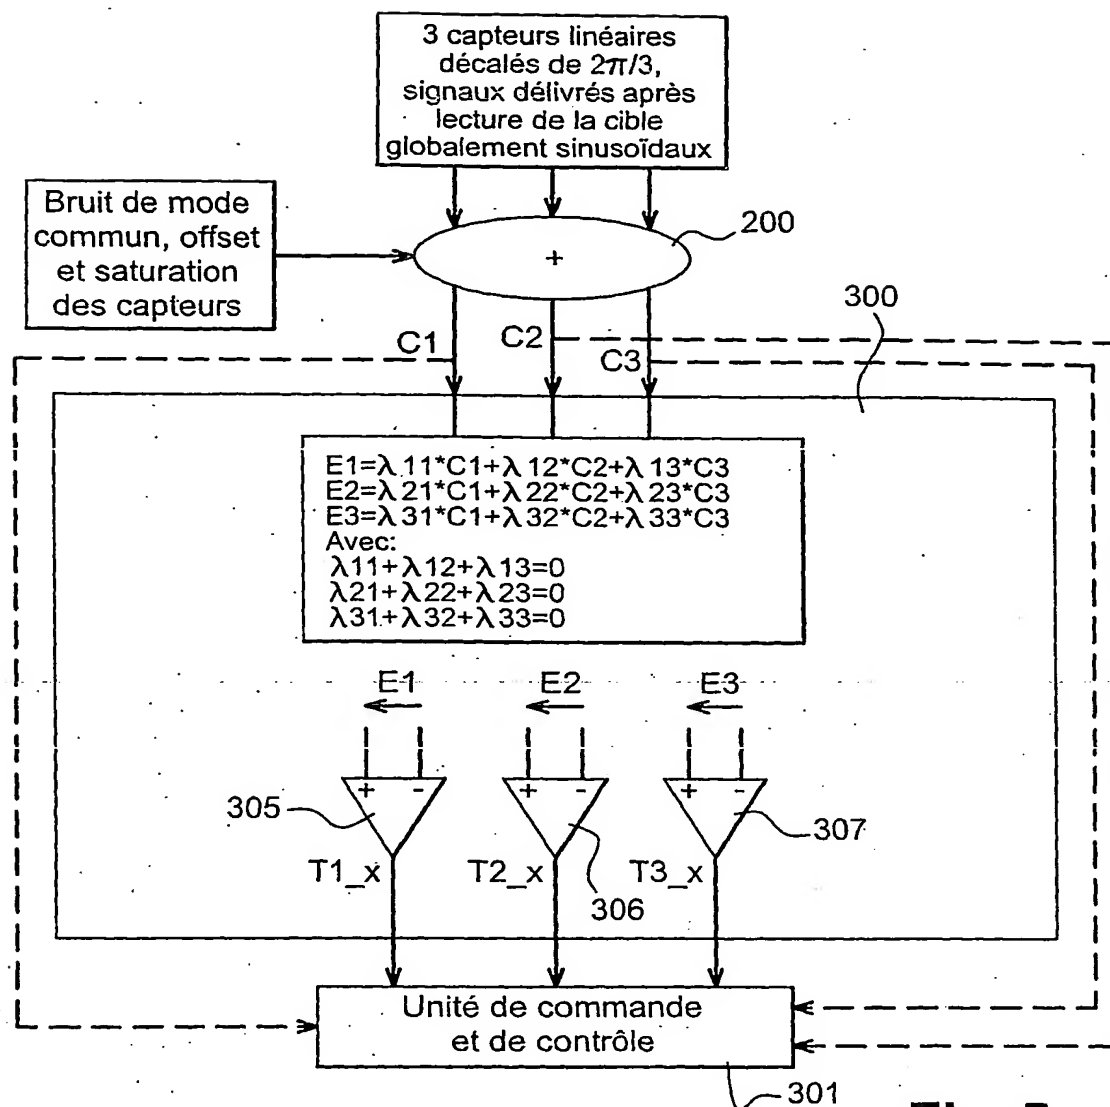 3 capteurs linéaires
décalés de 2π/3,
signaux délivrés après
lecture de la cible
globalement sinusoïdaux
Bruit de mode
commun, offset
et saturation
des capteurs
200
+
300
C1
C2
C3
E1=λ11*C1+λ12*C2+λ13*C3
E2=λ21*C1+λ22*C2+λ23*C3
E3=λ31*C1+λ32*C2+λ33*C3
Avec:
λ11+λ12+λ13=0
λ21+λ22+λ23=0
λ31+λ32+λ33=0
E1 E2 E3
+ - + - + -
305
307
T1_x T2_x T3_x
306
Unité de commande
et de contrôle
301